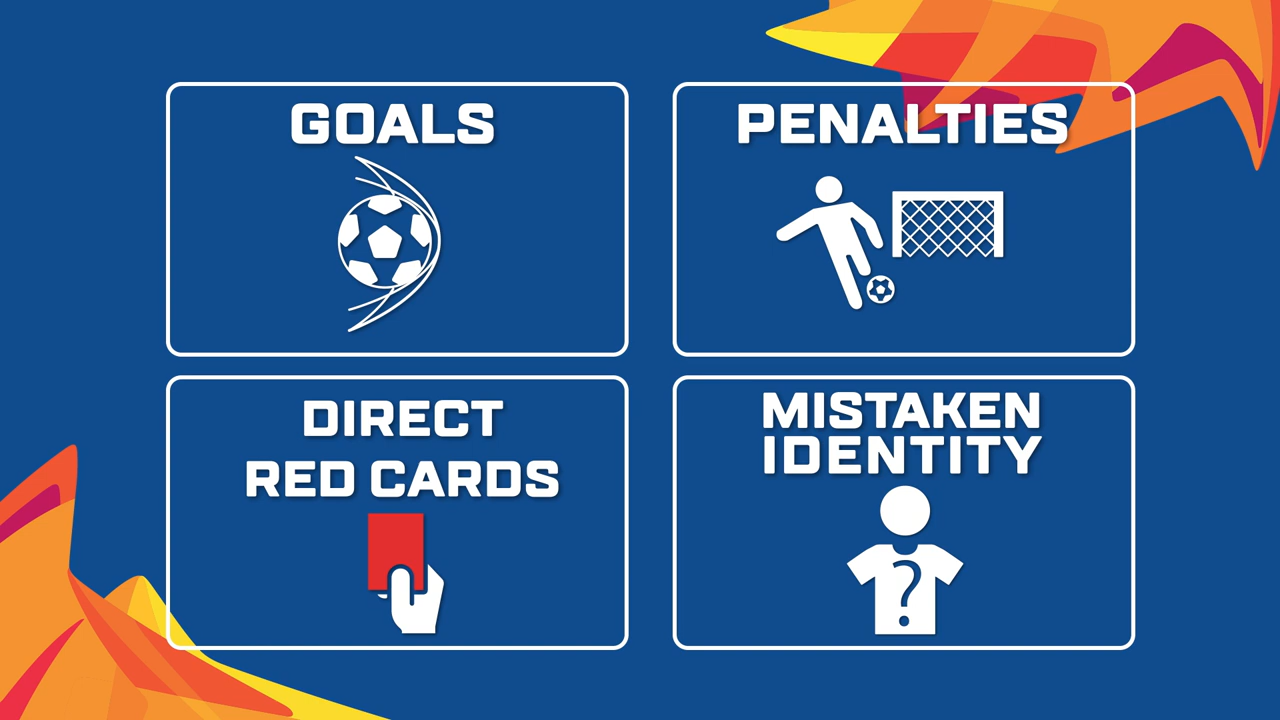 GOALS
PENALTIES
DIRECT
RED CARDS
MISTAKEN
IDENTITY
?